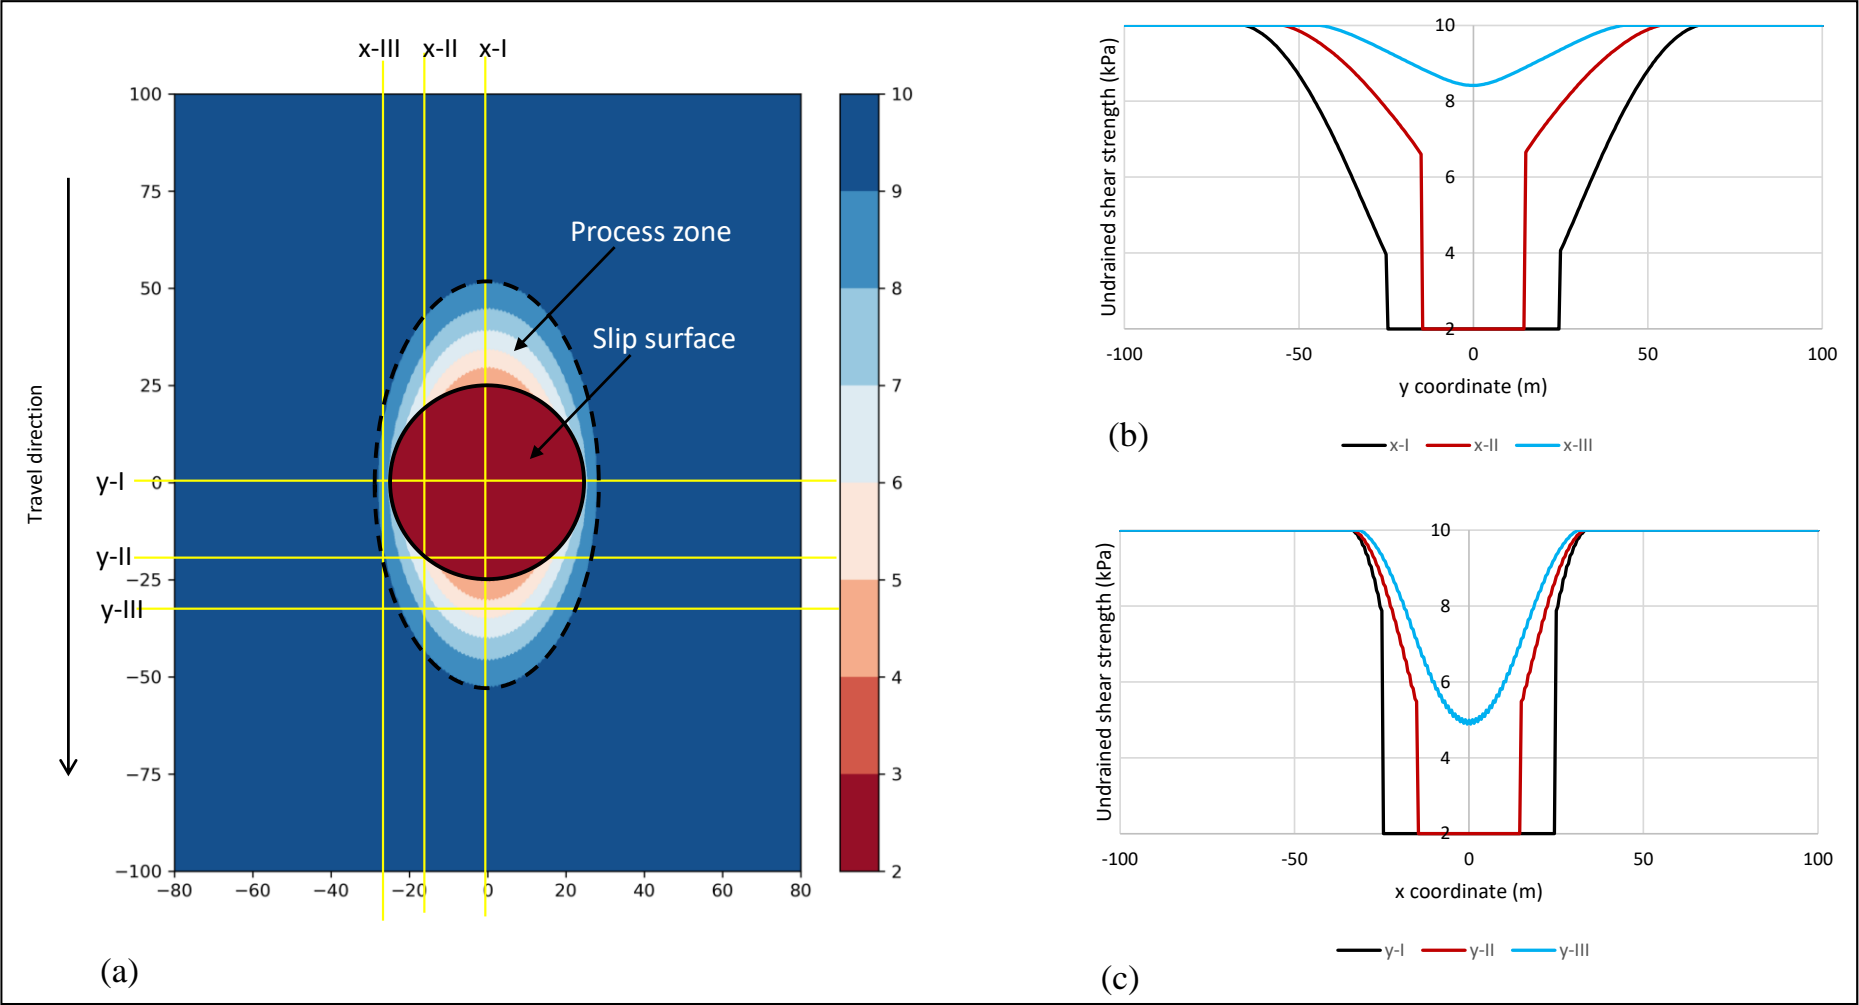 x-III x-II x-I
100
75
50
25
0
−25
−50
−75
−100
−80 −60 −40 −20 0 20 40 60 80
Travel direction
y-I
y-II
y-III
Process zone
Slip surface
10
9
8
7
6
5
4
3
2
(a)
Undrained shear strength (kPa)
10
8
6
4
2
-100 -50 0 50 100
y coordinate (m)
x-I x-II x-III
(b)
Undrained shear strength (kPa)
10
8
6
4
2
-100 -50 0 50 100
x coordinate (m)
y-I y-II y-III
(c)